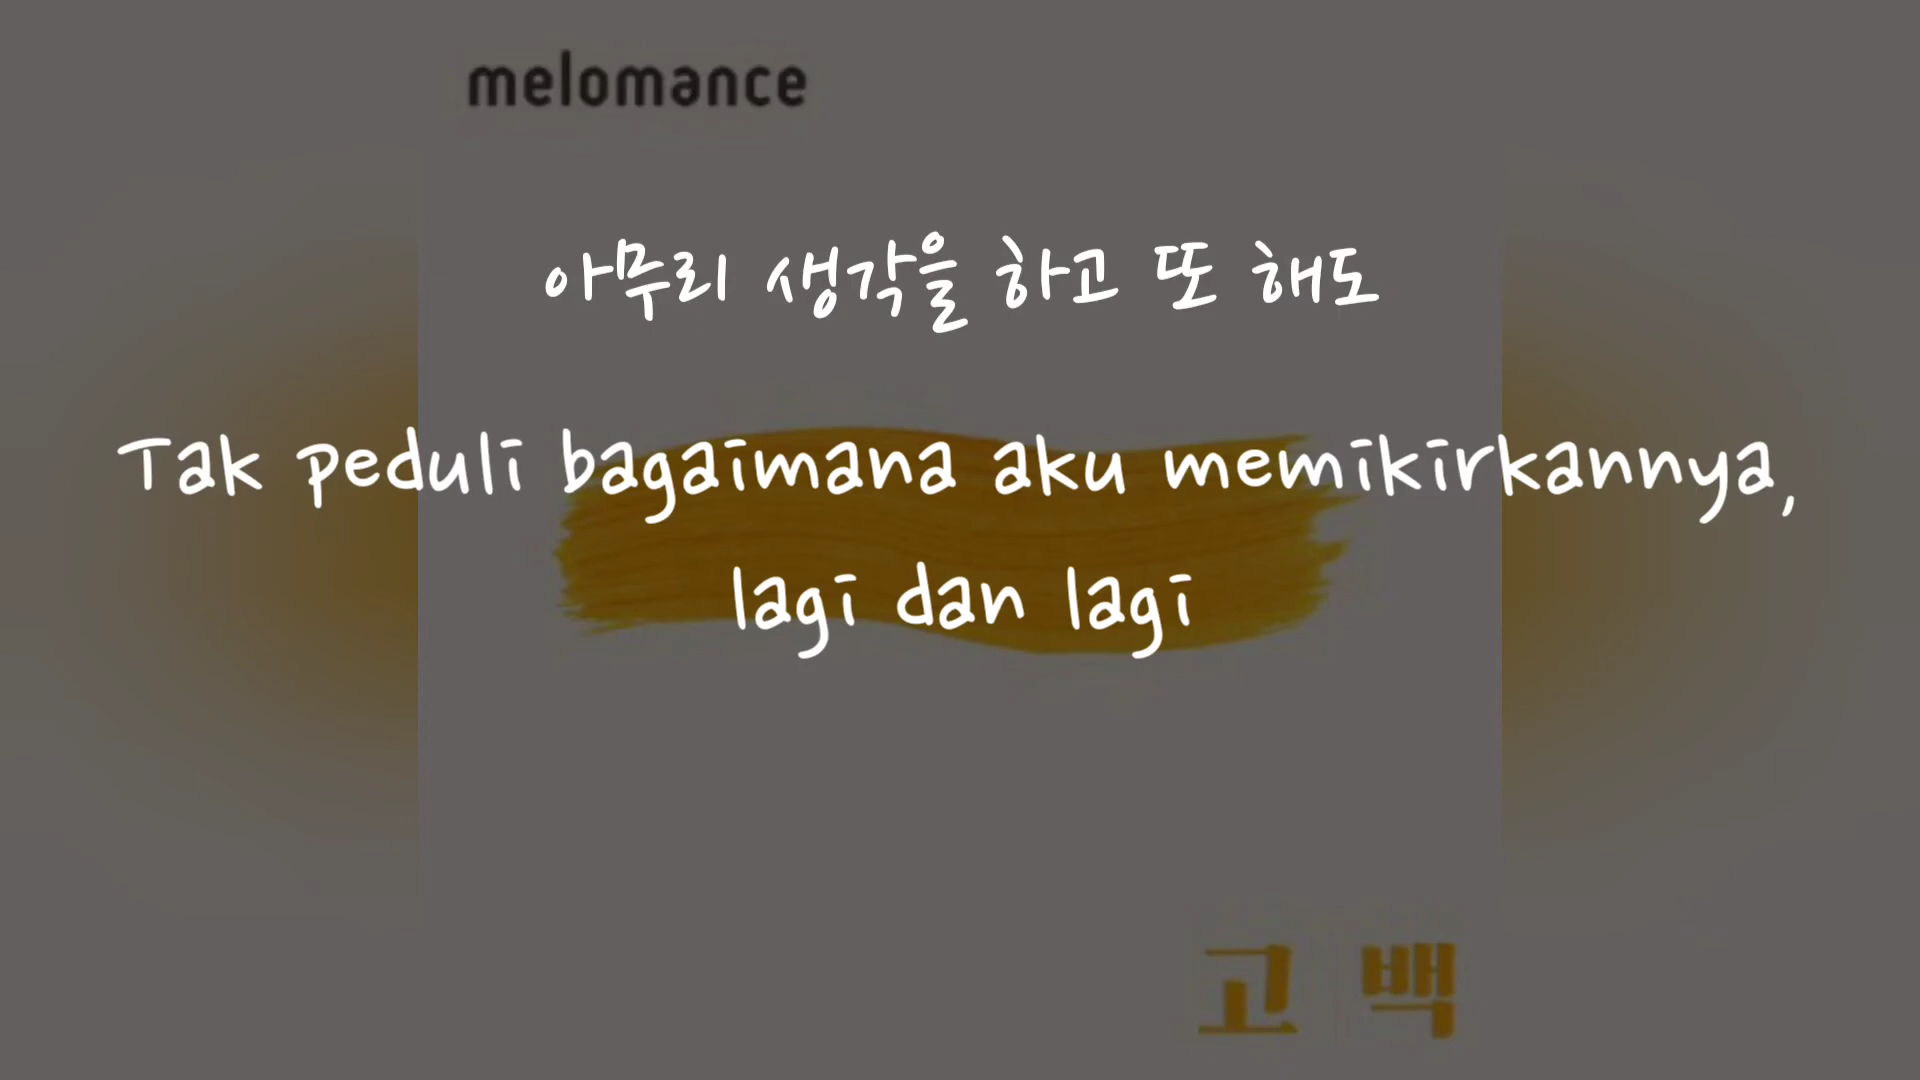 melomance
아무리 생각을 하고 또 해도
Tak peduli bagaimana aku memikirkannya,
lagi dan lagi
고백